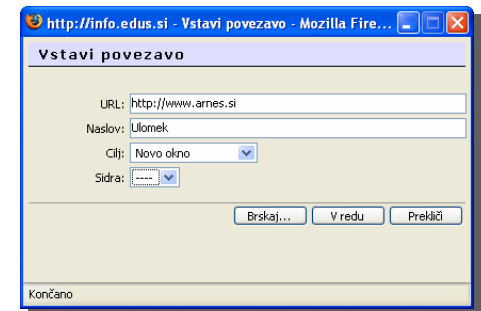 http://info.edus.si - Vstavi povezavo - Mozilla Fire...
Vstavi povezavo
URL: http://www.arnes.si
Naslov: Ulomek
Cilj: Novo okno
Sidra: ----
Brskaj... V redu Prekliči
Končano